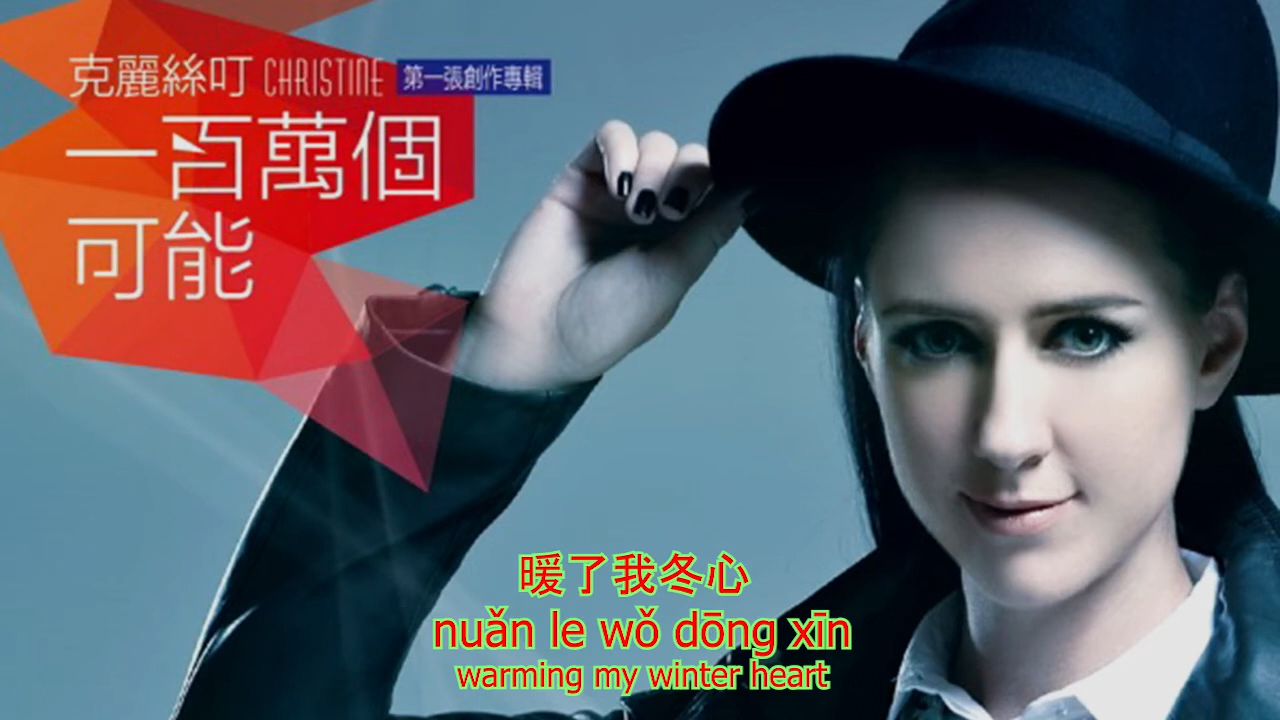 克麗絲叮 CHRISTINE 第一張創作專輯
一百萬個
可能
暖了我冬心
nuǎn le wǒ dōng xīn
warming my winter heart